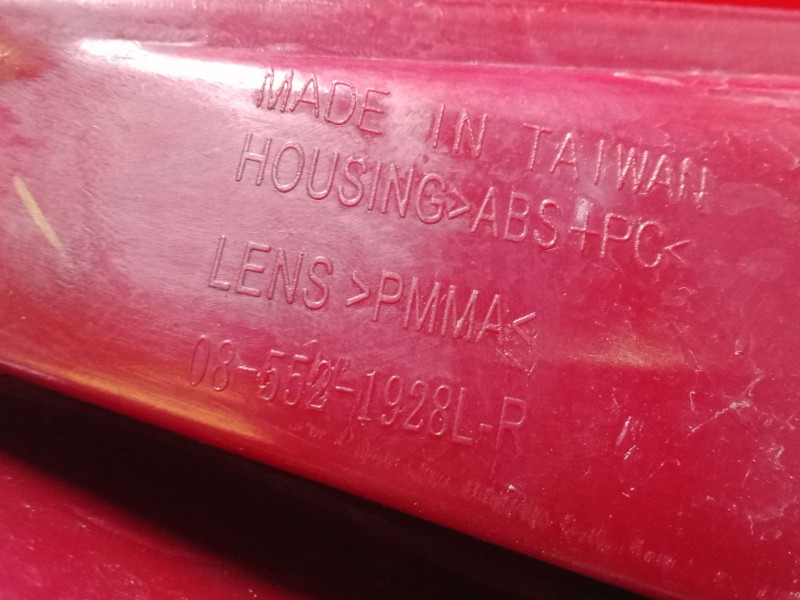 MADE IN TAIWAN
HOUSING>ABS+PC<
LENS >PMMA<
08-552-1928L-R